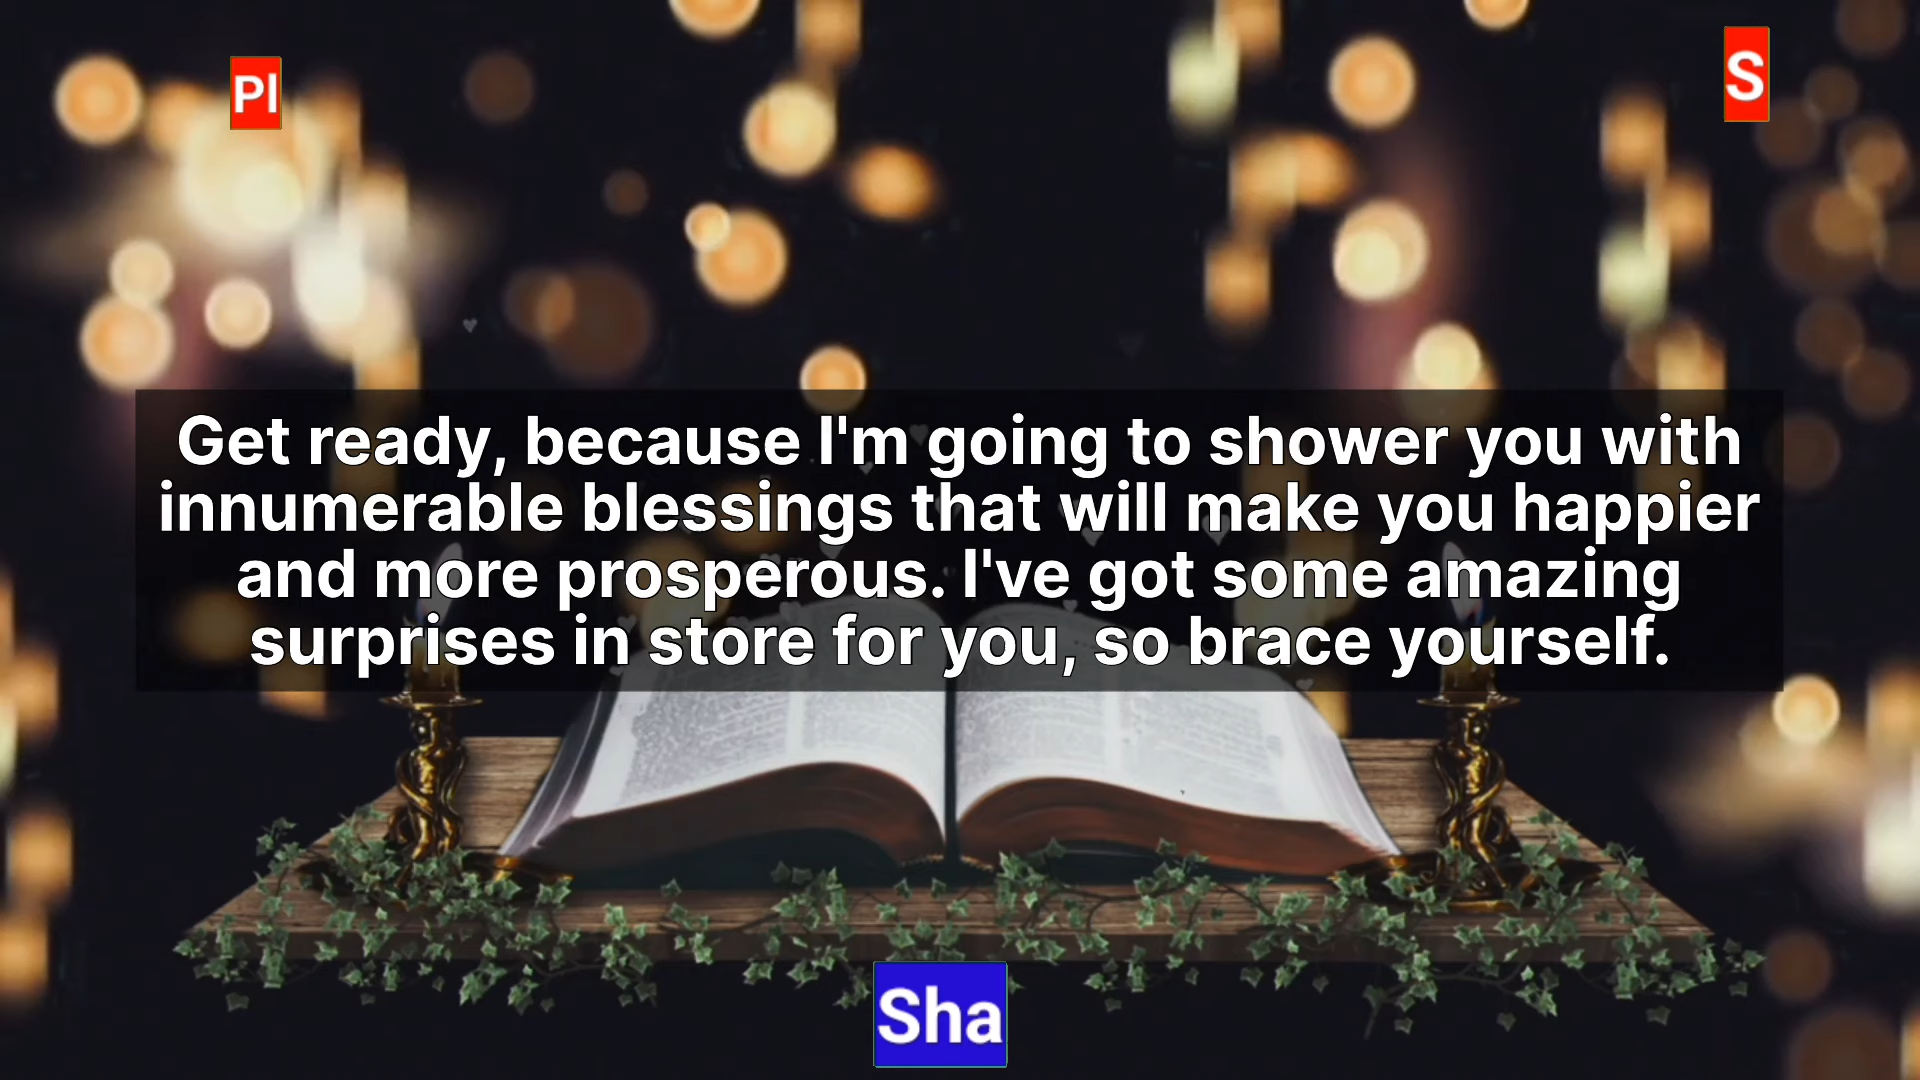 Pl
S
Get ready, because I'm going to shower you with
innumerable blessings that will make you happier
and more prosperous. I've got some amazing
surprises in store for you, so brace yourself.
Sha